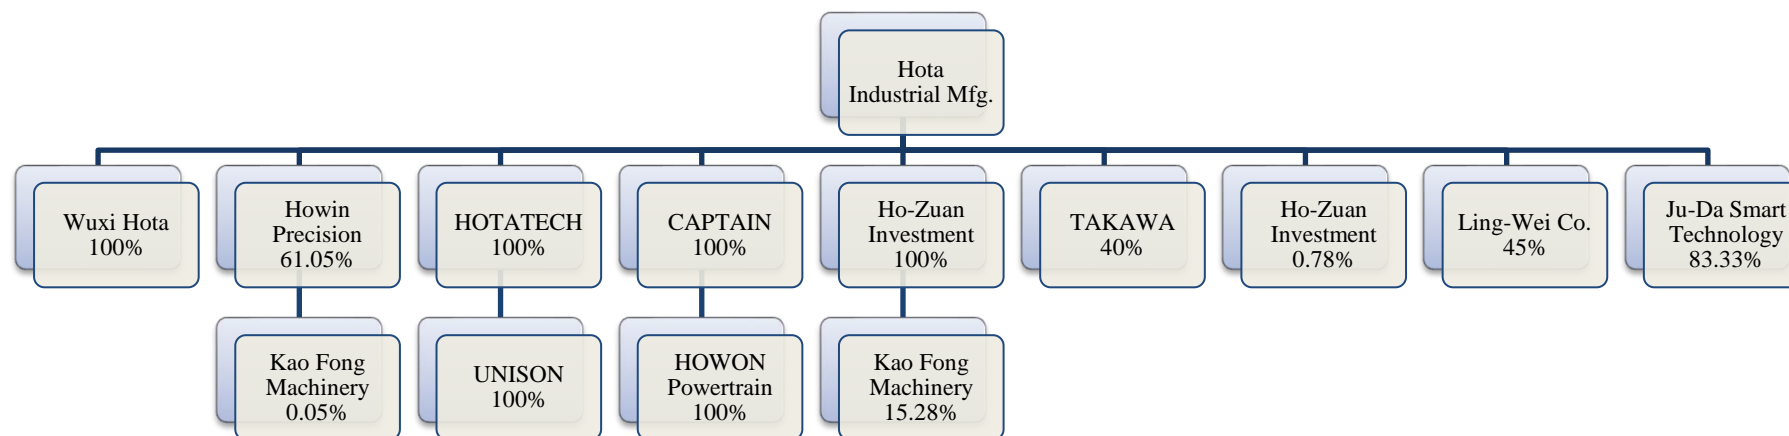 Hota
Industrial Mfg.
Wuxi Hota
100%
Howin
Precision
61.05%
HOTATECH
100%
CAPTAIN
100%
Ho-Zuan
Investment
100%
TAKAWA
40%
Ho-Zuan
Investment
0.78%
Ling-Wei Co.
45%
Ju-Da Smart
Technology
83.33%
Kao Fong
Machinery
0.05%
UNISON
100%
HOWON
Powertrain
100%
Kao Fong
Machinery
15.28%